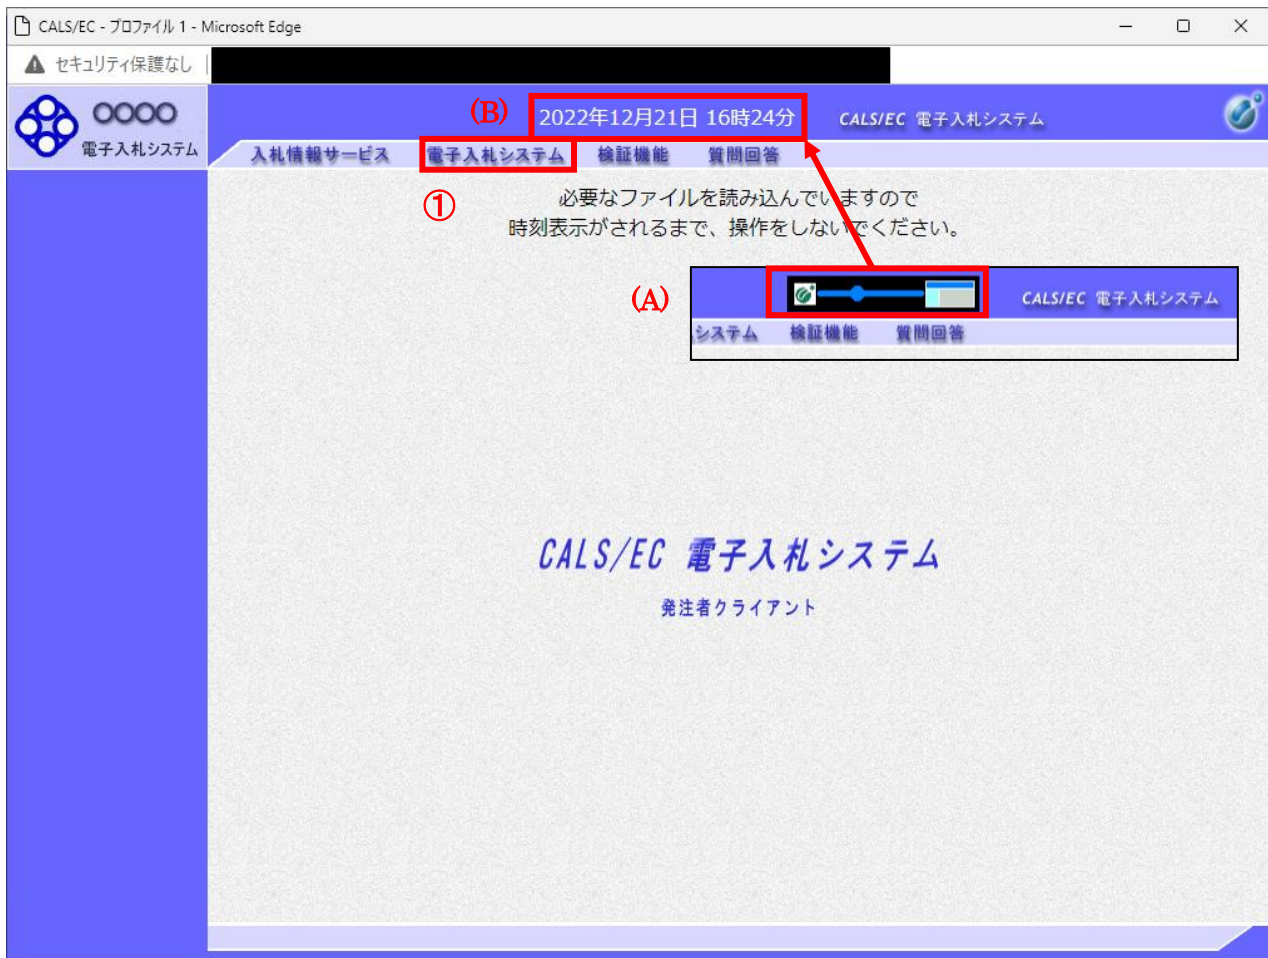 CALS/EC - プロファイル 1 - Microsoft Edge
セキュリティ保護なし
OOOO
電子入札システム
(B)
2022年12月21日 16時24分
CALS/EC 電子入札システム
入札情報サービス 電子入札システム 検証機能 質問回答
①
必要なファイルを読み込んでいますので
時刻表示がされるまで、操作をしないでください。
(A)
CALS/EC 電子入札システム
システム 検証機能 質問回答
CALS/EC 電子入札システム
発注者クライアント